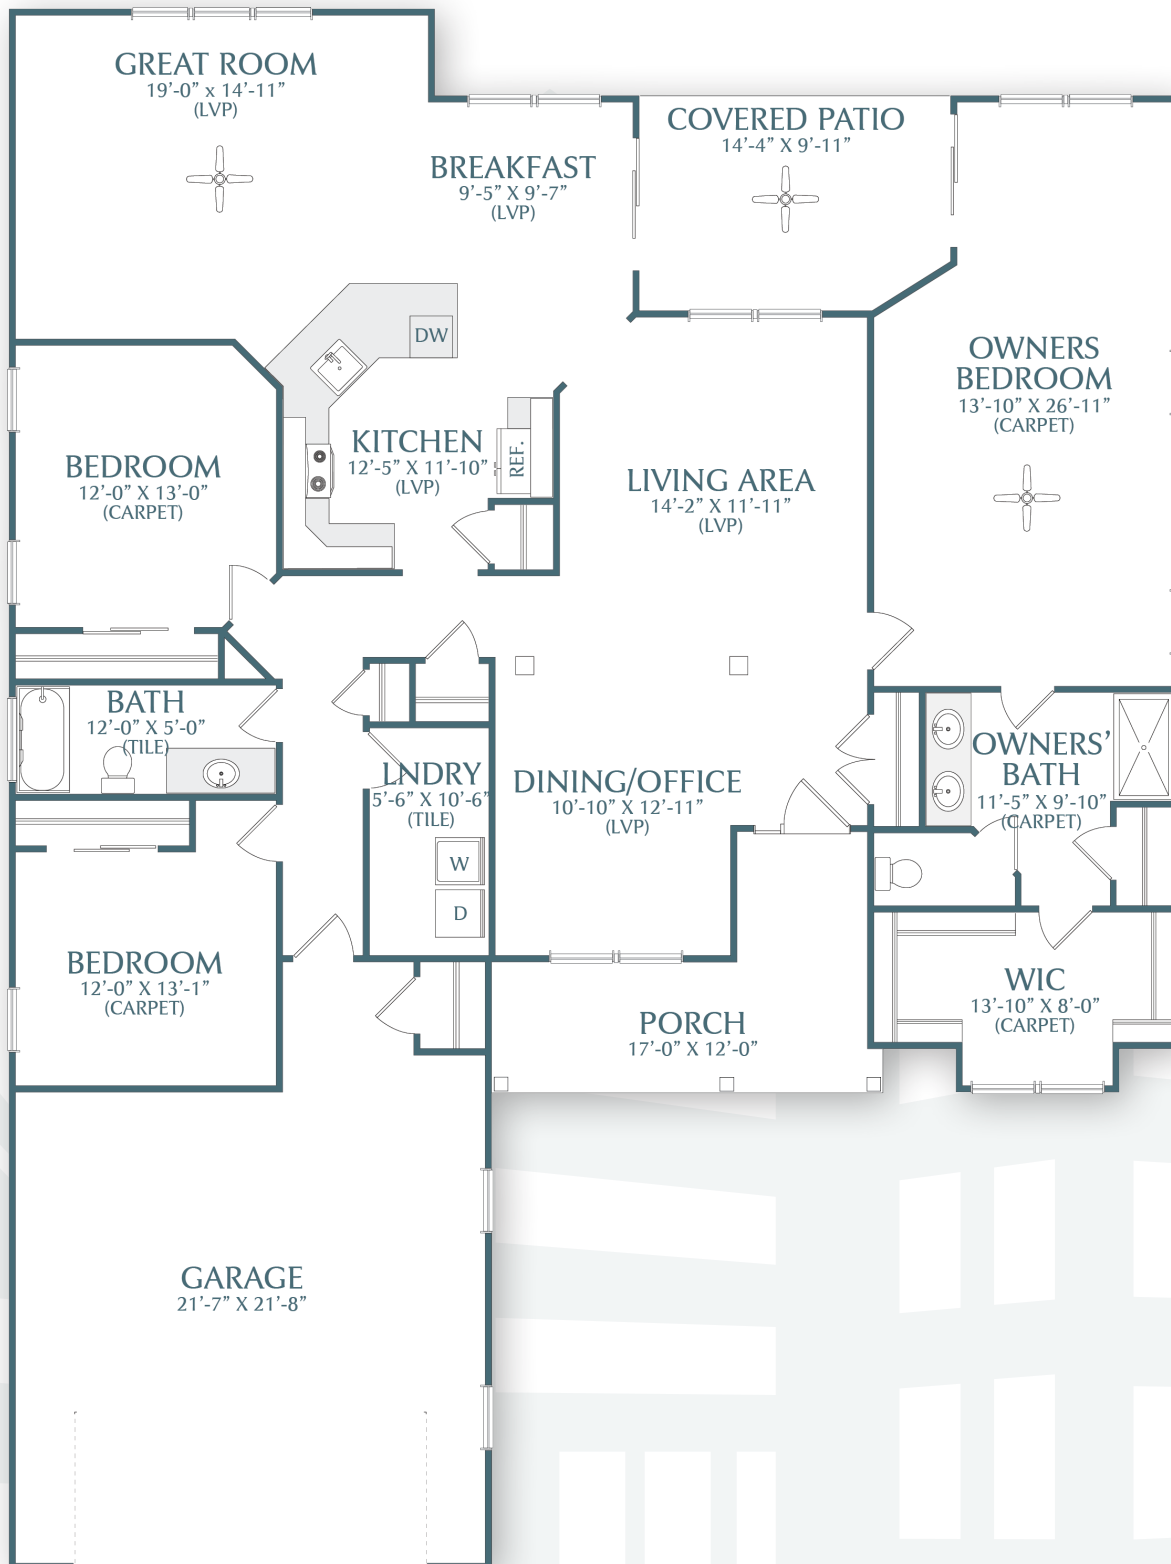 GREAT ROOM
19’-0” x 14’-11”
(LVP)
COVERED PATIO
14’-4” X 9’-11”
BREAKFAST
9’-5” X 9’-7”
(LVP)
DW
OWNERS
BEDROOM
13’-10” X 26’-11”
(CARPET)
KITCHEN
12’-5” X 11’-10”
(LVP)
REF.
BEDROOM
12’-0” X 13’-0”
(CARPET)
LIVING AREA
14’-2” X 11’-11”
(LVP)
BATH
12’-0” X 5’-0”
(TILE)
OWNERS’
BATH
11’-5” X 9’-10”
(CARPET)
LNDRY
5’-6” X 10’-6”
(TILE)
DINING/OFFICE
10’-10” X 12’-11”
(LVP)
W
D
BEDROOM
12’-0” X 13’-1”
(CARPET)
WIC
13’-10” X 8’-0”
(CARPET)
PORCH
17’-0” X 12’-0”
GARAGE
21’-7” X 21’-8”